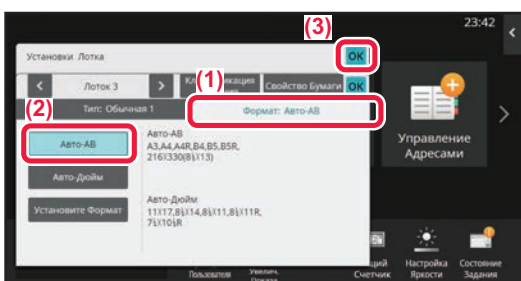 23:42
(3)
Установки Лотка
OK
Лоток 3
(1)
Свойство Бумаги
OK
(2)
Тип: Обычная 1
Формат: Авто-AB
Авто-AB
Авто-AB
A3,A4,A4R,B4,B5,B5R,
216X330(8½X13)
Авто-Дюйм
Авто-Дюйм
11X17,8½X14,8½X11,8½X11R,
7¼X10½R
Установите Формат
Управление
Адресами
Пользователя
Увелич.
Счетчик
Настройка
Яркости
Состояние
Задания